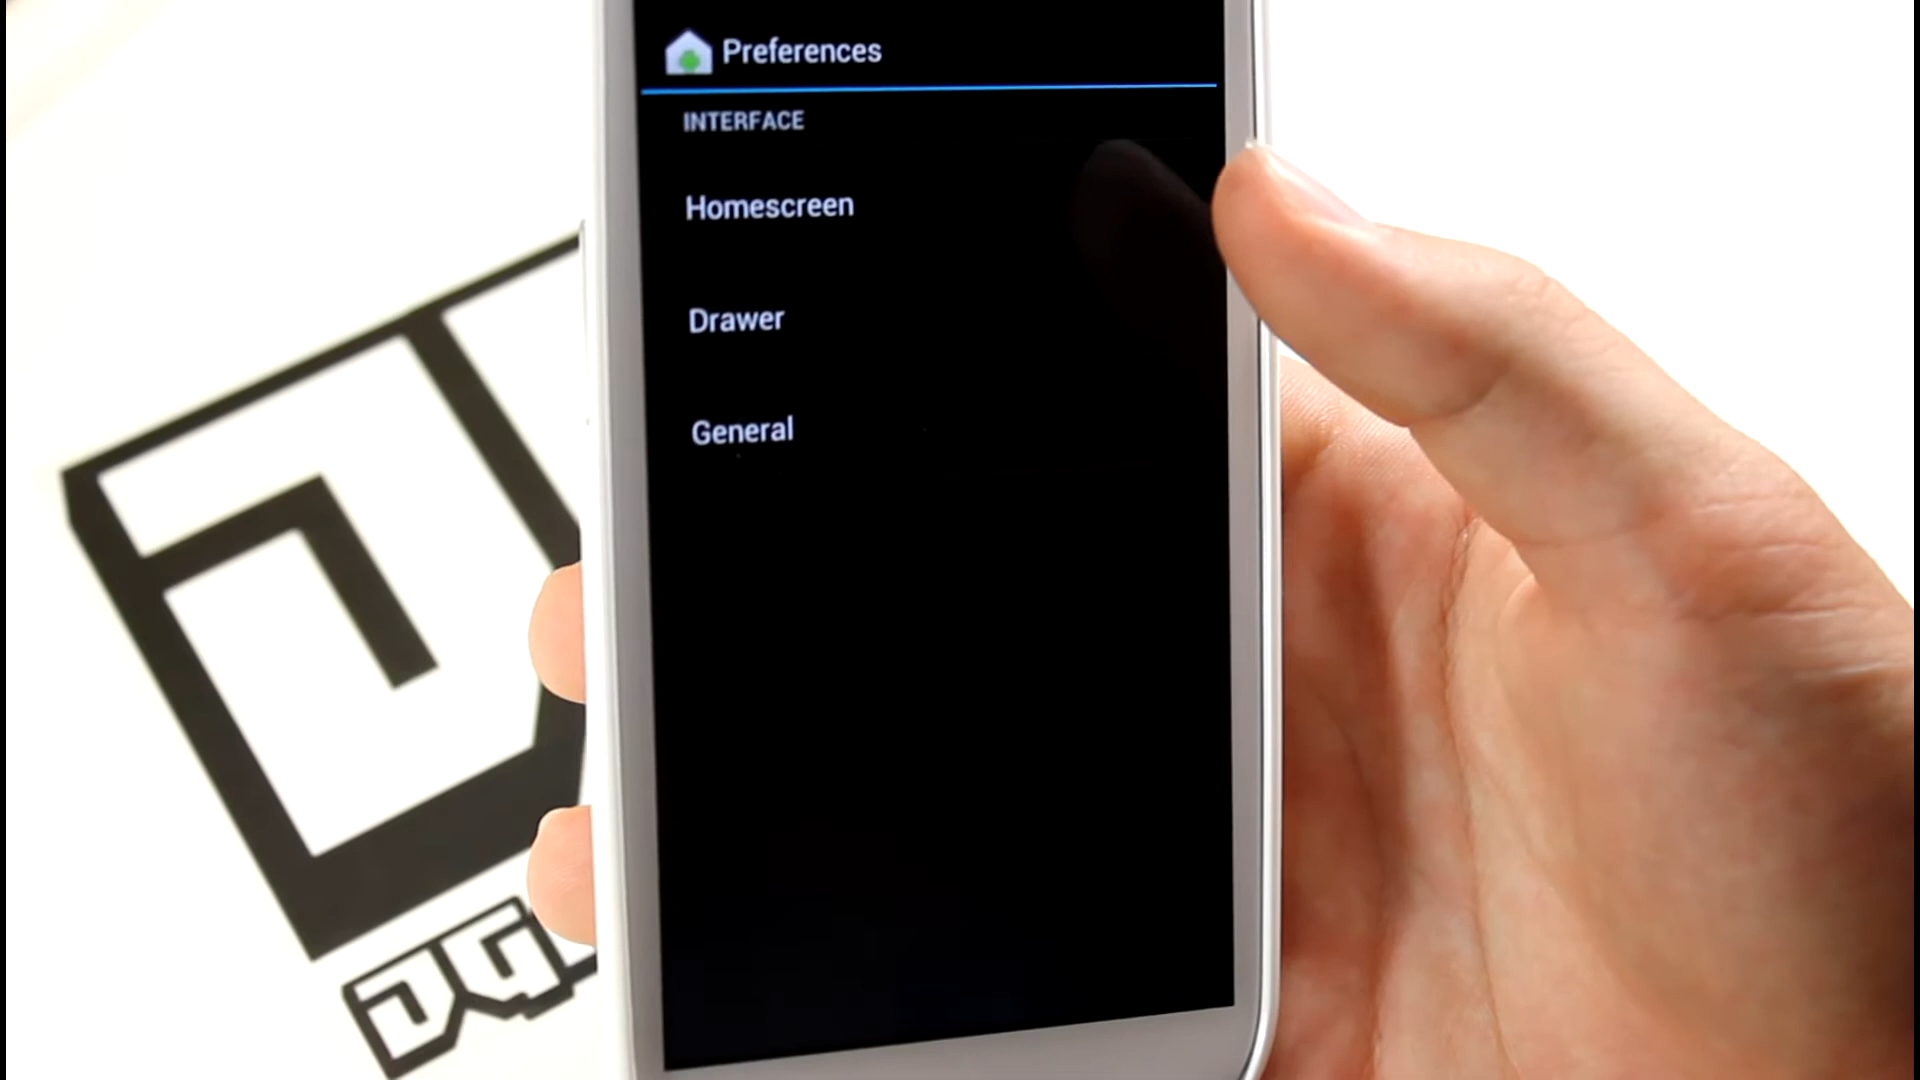 Preferences
INTERFACE
Homescreen
Drawer
General